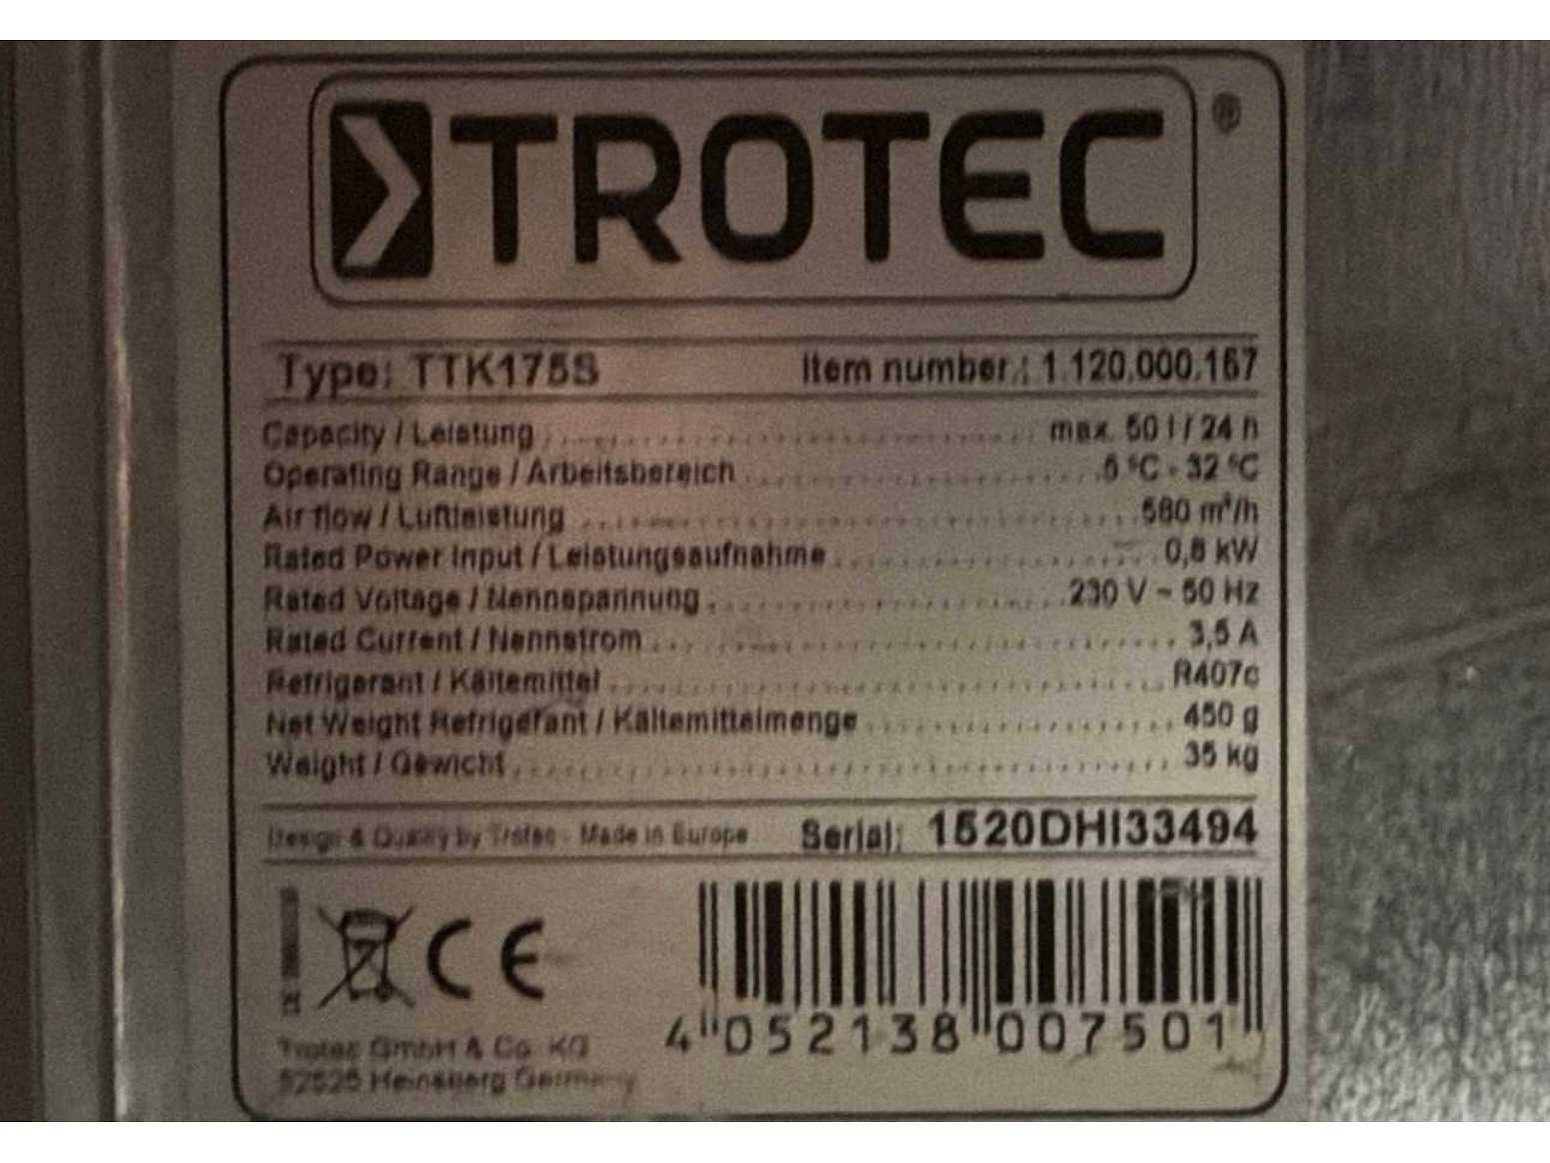 TROTEC ®
Type: TTK175S Item number.: 1.120.000.167
Capacity / Leistung max. 50 l / 24 h
Operating Range / Arbeitsbereich 5 °C - 32 °C
Air flow / Luftleistung 580 m³/h
Rated Power Input / Leistungsaufnahme 0,8 kW
Rated Voltage / Nennspannung 230 V ~ 50 Hz
Rated Current / Nennstrom 3,5 A
Refrigerant / Kältemittel R407c
Net Weight Refrigerant / Kältemittelmenge 450 g
Weight / Gewicht 35 kg
Design & Quality by Trotec - Made in Europe Serial: 1520DHI33494
CE
4 052138 007501
Trotec GmbH & Co. KG
52525 Heinsberg Germany